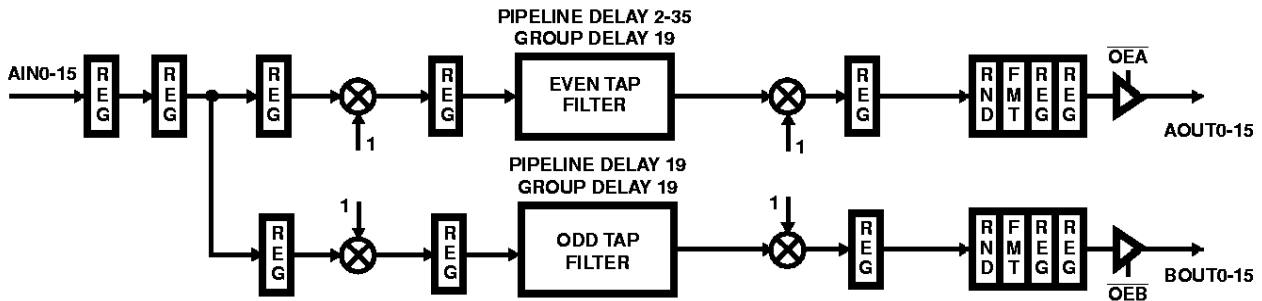 PIPELINE DELAY 2-35
GROUP DELAY 19
AIN0-15
REG
REG
REG
1
REG
EVEN TAP
FILTER
1
REG
RND
FMT
REG
REG
OEA
AOUT0-15
PIPELINE DELAY 19
GROUP DELAY 19
REG
1
REG
ODD TAP
FILTER
1
REG
RND
FMT
REG
REG
OEB
BOUT0-15